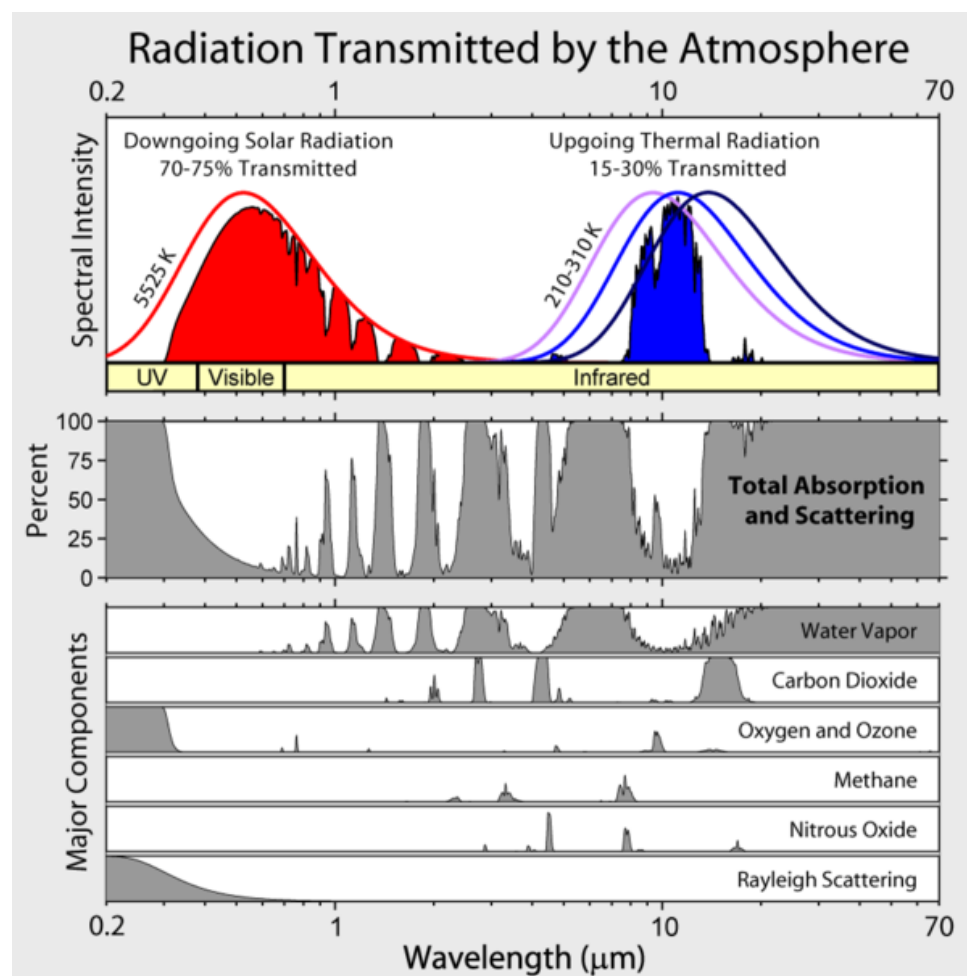 Radiation Transmitted by the Atmosphere
0.2 1 10 70
Spectral Intensity
Downgoing Solar Radiation
70-75% Transmitted
Upgoing Thermal Radiation
15-30% Transmitted
5525 K
210-310 K
UV Visible Infrared
Percent
100
75
50
25
0
Total Absorption
and Scattering
Major Components
Water Vapor
Carbon Dioxide
Oxygen and Ozone
Methane
Nitrous Oxide
Rayleigh Scattering
0.2 1 10 70
Wavelength (μm)